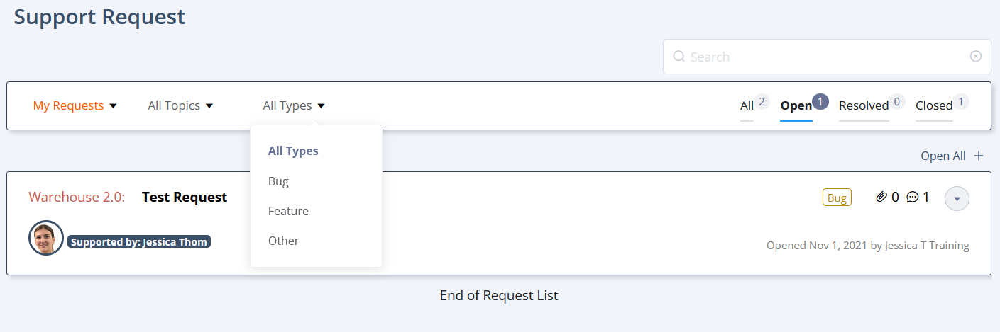 Support Request
Search
My Requests All Topics All Types All 2 Open 1 Resolved 0 Closed 1
All Types
Bug
Feature
Other
Open All
Warehouse 2.0: Test Request Bug 0 1
Supported by: Jessica Thom
Opened Nov 1, 2021 by Jessica T Training
End of Request List